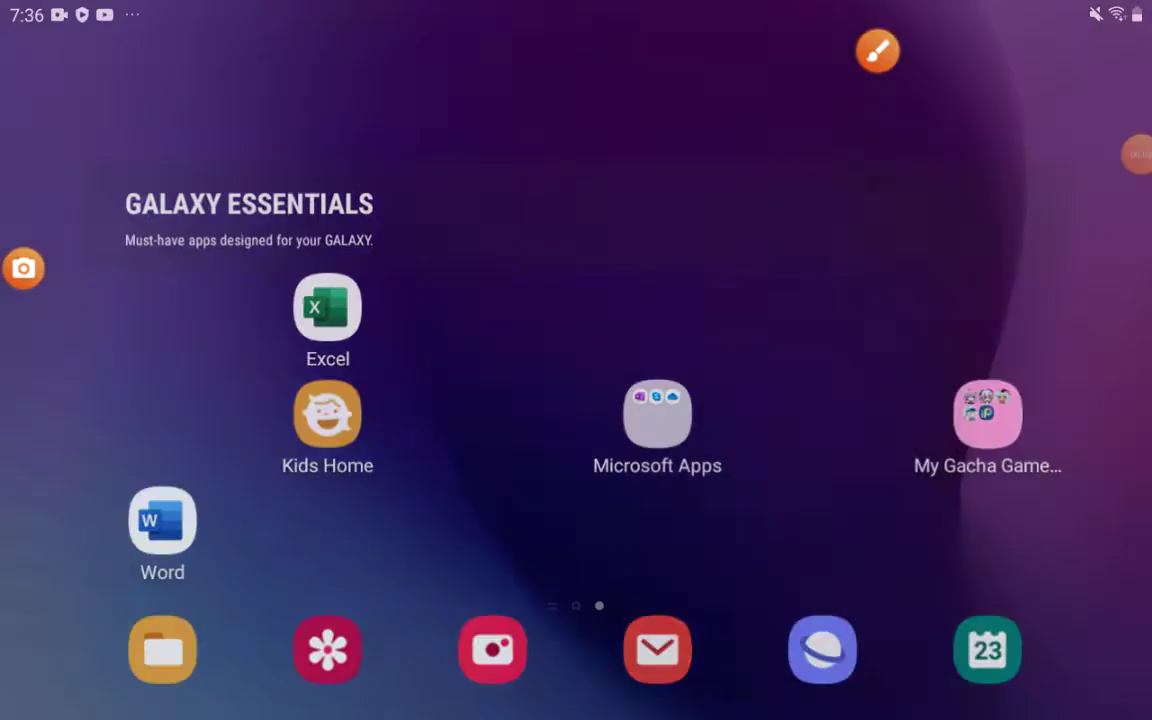 7:36
GALAXY ESSENTIALS
Must-have apps designed for your GALAXY.
X
Excel
Kids Home
Microsoft Apps
My Gacha Game...
W
Word
23